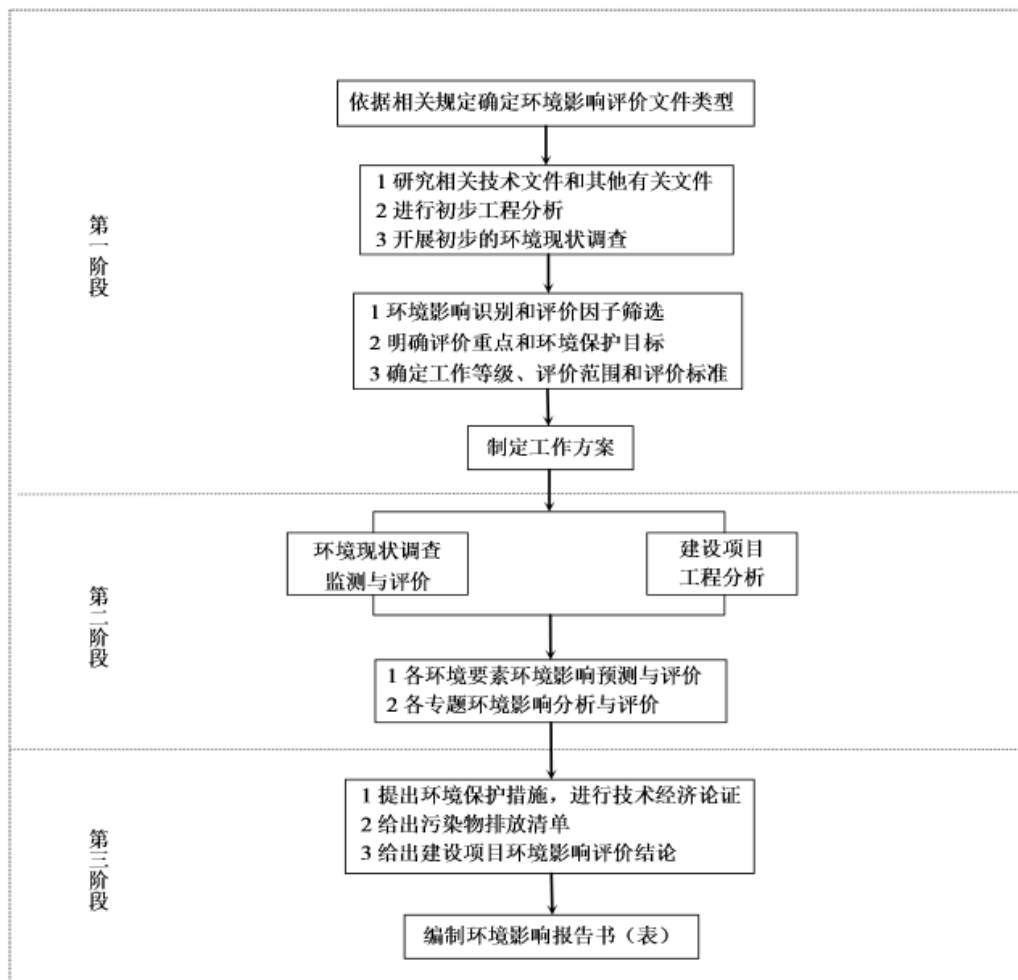 第一阶段
依据相关规定确定环境影响评价文件类型
1 研究相关技术文件和其他有关文件
2 进行初步工程分析
3 开展初步的环境现状调查
1 环境影响识别和评价因子筛选
2 明确评价重点和环境保护目标
3 确定工作等级、评价范围和评价标准
制定工作方案
第二阶段
环境现状调查
监测与评价
建设项目
工程分析
1 各环境要素环境影响预测与评价
2 各专题环境影响分析与评价
第三阶段
1 提出环境保护措施，进行技术经济论证
2 给出污染物排放清单
3 给出建设项目环境影响评价结论
编制环境影响报告书（表）